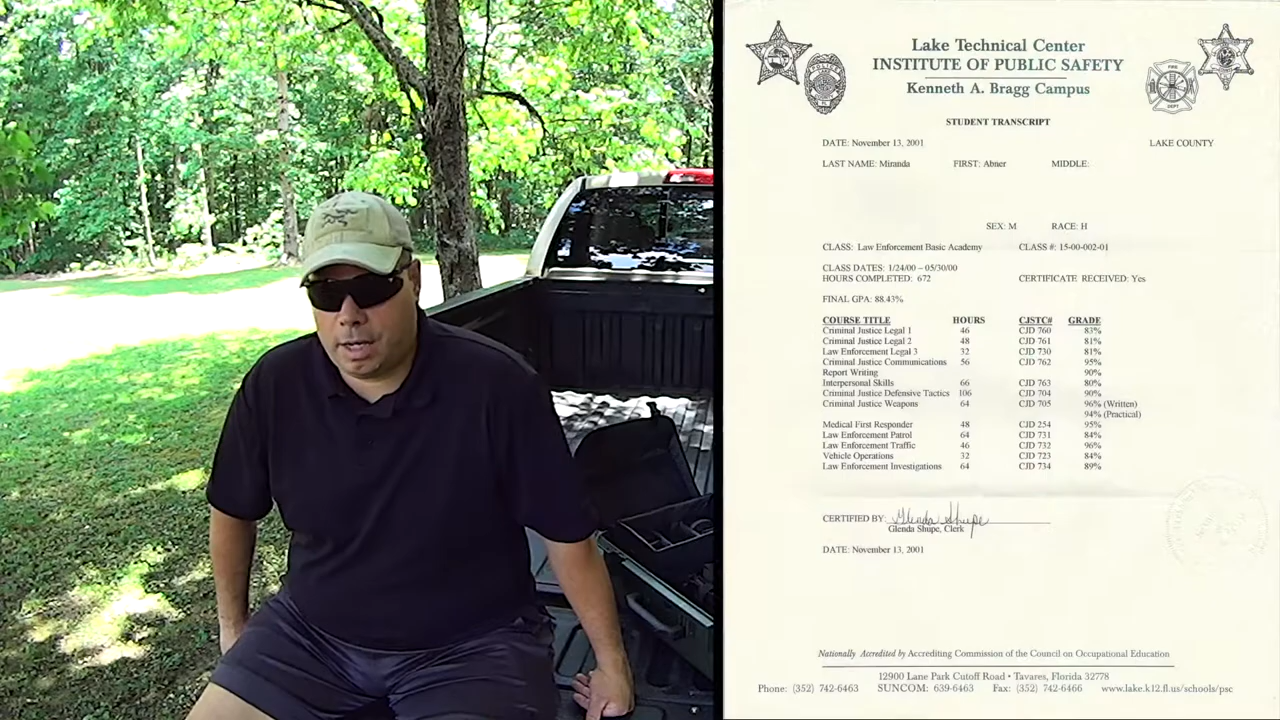 Lake Technical Center
INSTITUTE OF PUBLIC SAFETY
Kenneth A. Bragg Campus
STUDENT TRANSCRIPT
DATE: November 13, 2001 LAKE COUNTY
LAST NAME: Miranda FIRST: Abner MIDDLE:
SEX: M RACE: H
CLASS: Law Enforcement Basic Academy CLASS #: 15-00-002-01
CLASS DATES: 1/24/00 – 05/30/00
HOURS COMPLETED: 672 CERTIFICATE RECEIVED: Yes
FINAL GPA: 88.43%
COURSE TITLE HOURS CJSTC# GRADE
Criminal Justice Legal 1 46 CJD 760 83%
Criminal Justice Legal 2 48 CJD 761 81%
Law Enforcement Legal 3 32 CJD 730 81%
Criminal Justice Communications 56 CJD 762 95%
Report Writing 90%
Interpersonal Skills 66 CJD 763 80%
Criminal Justice Defensive Tactics 106 CJD 704 90%
Criminal Justice Weapons 64 CJD 705 96% (Written)
94% (Practical)
Medical First Responder 48 CJD 254 95%
Law Enforcement Patrol 64 CJD 731 84%
Law Enforcement Traffic 46 CJD 732 96%
Vehicle Operations 32 CJD 723 84%
Law Enforcement Investigations 64 CJD 734 89%
CERTIFIED BY: Glenda Shupe
Glenda Shupe, Clerk
DATE: November 13, 2001
Nationally Accredited by Accrediting Commission of the Council on Occupational Education
12900 Lane Park Cutoff Road • Tavares, Florida 32778
Phone: (352) 742-6463 SUNCOM: 639-6463 Fax: (352) 742-6466 www.lake.k12.fl.us/schools/psc